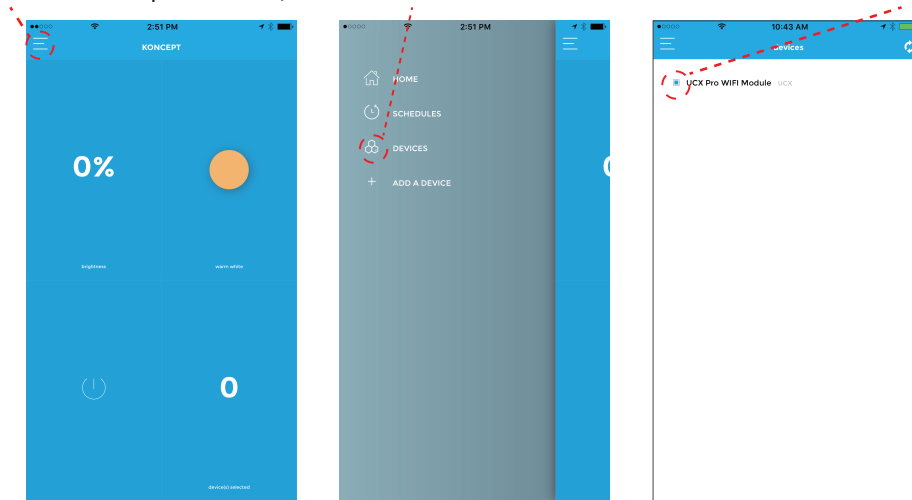 2:51 PM
KONCEPT
0%
brightness
warm white
0
device(s) selected
2:51 PM
HOME
SCHEDULES
DEVICES
+ ADD A DEVICE
10:43 AM
Devices
UCX Pro WIFI Module UCX